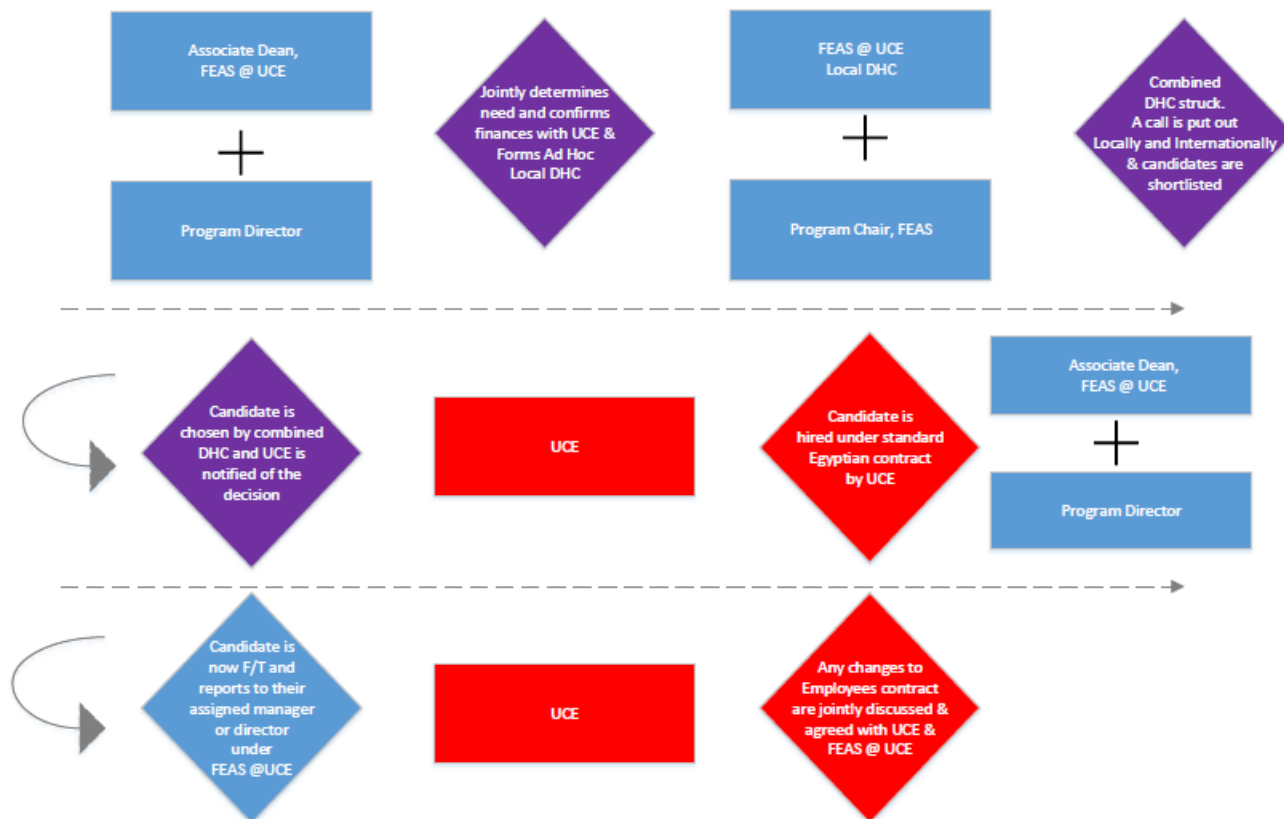 Associate Dean,
FEAS @ UCE
Program Director
Jointly determines
need and confirms
finances with UCE &
Forms Ad Hoc
Local DHC
FEAS @ UCE
Local DHC
Program Chair, FEAS
Combined
DHC struck.
A call is put out
Locally and Internationally
& candidates are
shortlisted
Candidate is
chosen by combined
DHC and UCE is
notified of the
decision
UCE
Candidate is
hired under standard
Egyptian contract
by UCE
Associate Dean,
FEAS @ UCE
Program Director
Candidate is
now F/T and
reports to their
assigned manager
or director
under
FEAS @UCE
UCE
Any changes to
Employees contract
are jointly discussed &
agreed with UCE &
FEAS @ UCE